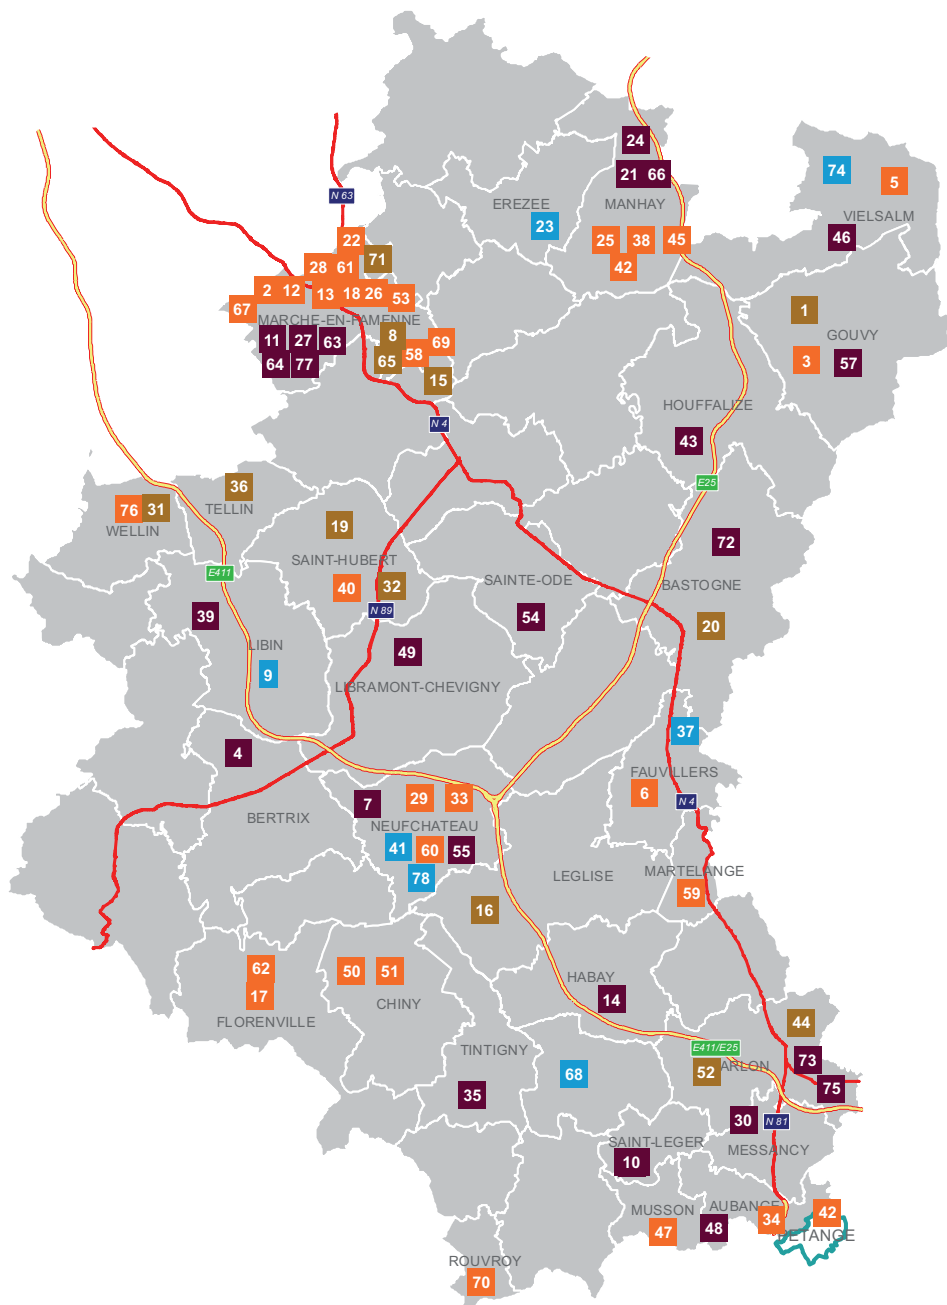 24
21 66
74
5
N 63
EREZEE
MANHAY
VIELSALM
23
46
22
25 38 45
71
28 61
42
2 12 13 18 26 53
67
1
MARCHE-EN-FAMENNE
GOUVY
11 27 63
8
69
58
65
64 77
3
57
15
HOUFFALIZE
N 4
43
E25
36
76 31
TELLIN
WELLIN
19
72
SAINT-HUBERT
E411
SAINTE-ODE
BASTOGNE
40
32
N 89
39
54
20
LIBIN
49
9
LIBRAMONT-CHEVIGNY
37
4
FAUVILLERS
29 33
6
7
N 4
BERTRIX
NEUFCHATEAU
41 60 55
78
LEGLISE
MARTELANGE
59
16
62
50 51
HABAY
17
14
CHINY
FLORENVILLE
44
TINTIGNY
E411/E25
73
68
52
ARLON
75
35
30
N 81
SAINT-LEGER
MESSANCY
10
MUSSON
AUBANGE
34
42
47
48
PETANGE
ROUVROY
70